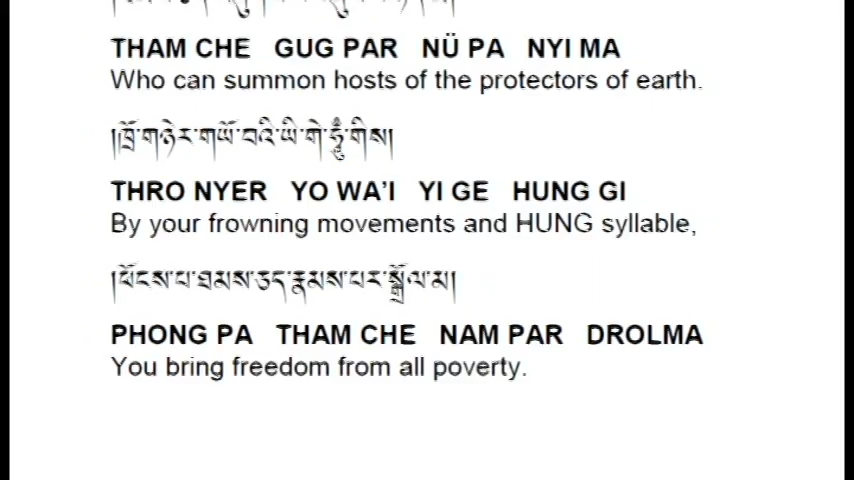 THAM CHE GUG PAR NÜ PA NYI MA
Who can summon hosts of the protectors of earth.
།ཁྲོ་གཉེར་གཡོ་བའི་ཡི་གེ་ཧཱུྃ་གིས།
THRO NYER YO WA’I YI GE HUNG GI
By your frowning movements and HUNG syllable,
།ཕོངས་པ་ཐམས་ཅད་རྣམས་པར་སྒྲོལ་མ།
PHONG PA THAM CHE NAM PAR DROLMA
You bring freedom from all poverty.